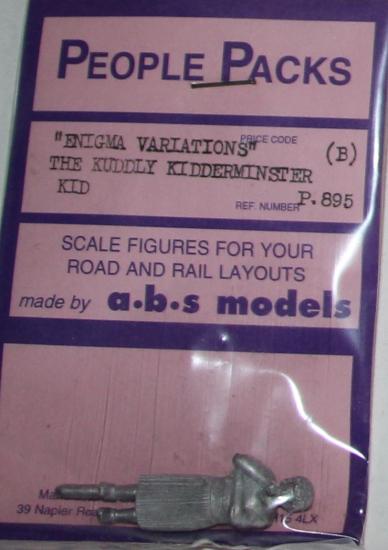 PEOPLE PACKS
"ENIGMA VARIATIONS" PRICE CODE (B)
THE KUDDLY KIDDERMINSTER
KID
REF. NUMBER P.895
SCALE FIGURES FOR YOUR
ROAD AND RAIL LAYOUTS
made by a.b.s models
39 Napier 4LX